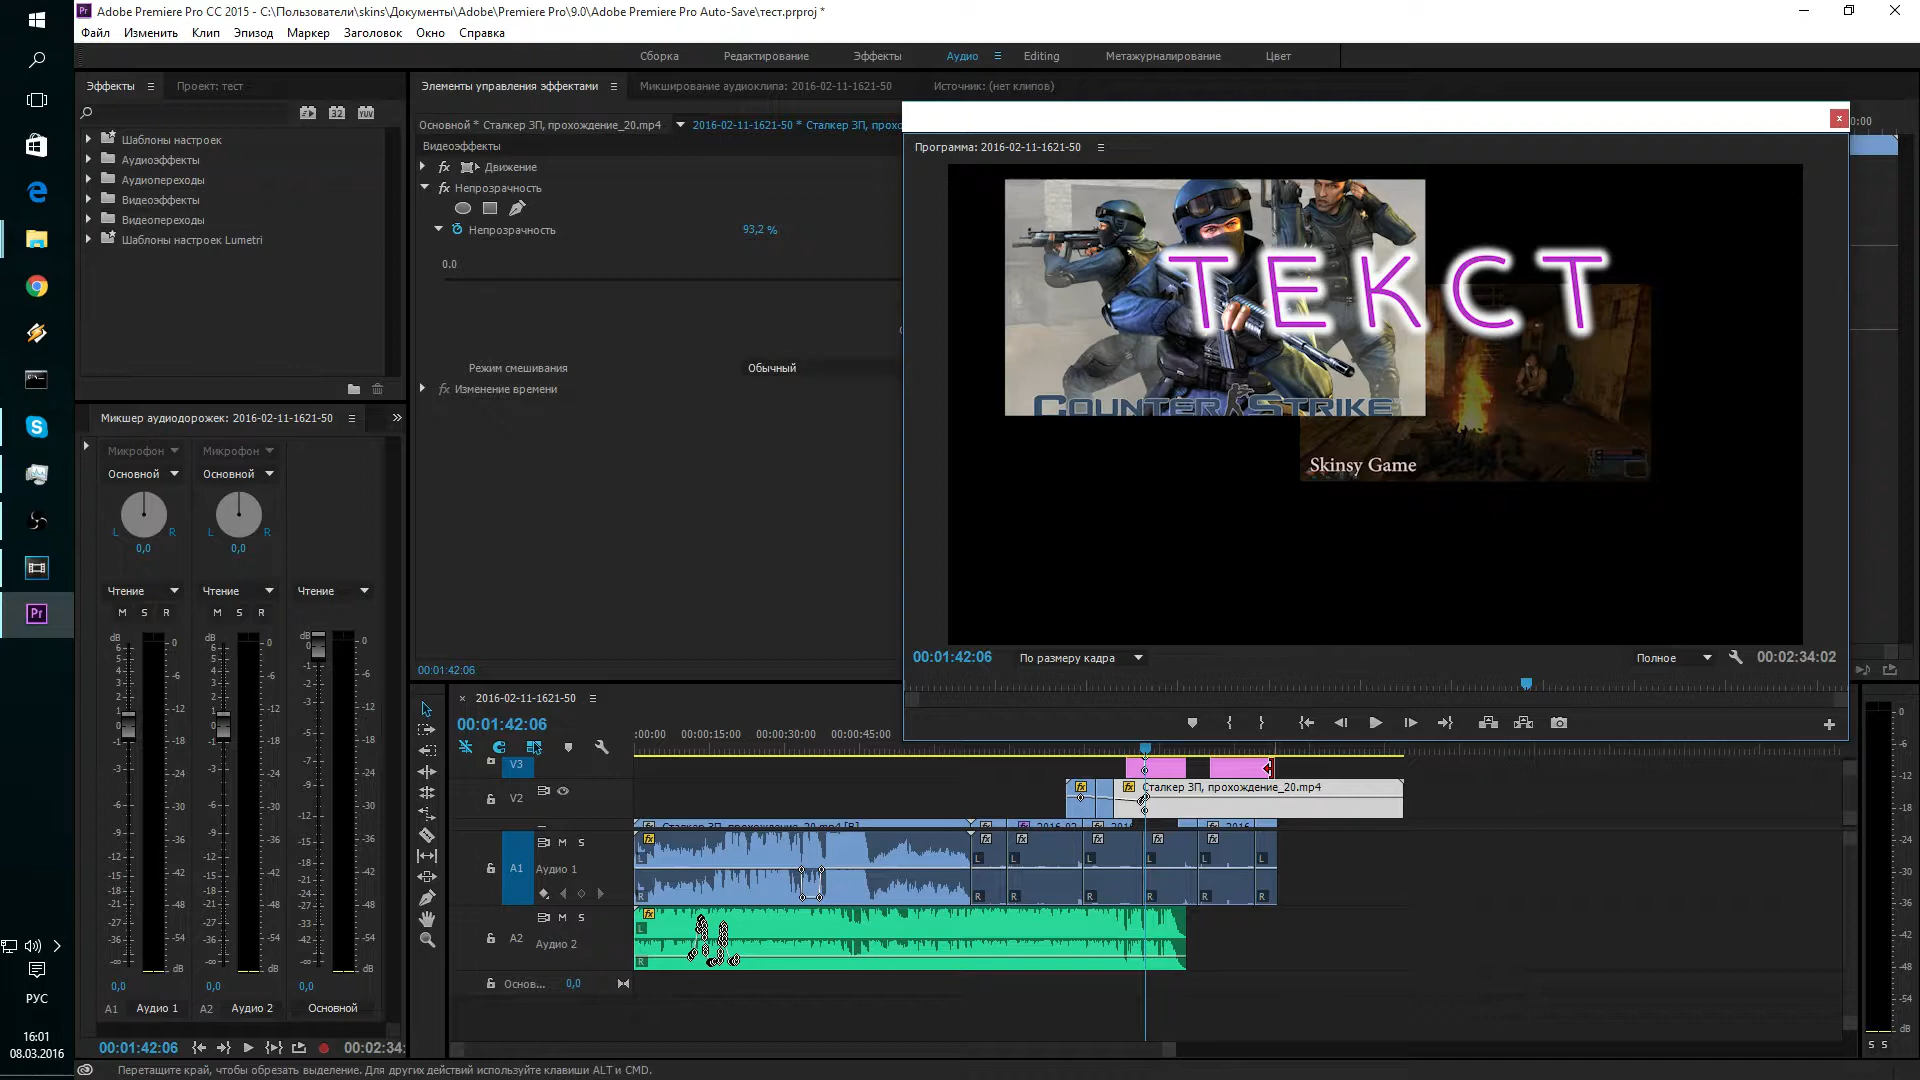 Adobe Premiere Pro CC 2015 - C:\Пользователи\skins\Документы\Adobe\Premiere Pro\9.0\Adobe Premiere Pro Auto-Save\тест.prproj *
Файл Изменить Клип Эпизод Маркер Заголовок Окно Справка
Сборка Редактирование Эффекты Аудио Editing Метажурналирование Цвет
Эффекты Проект: тест
Шаблоны настроек
Аудиоэффекты
Аудиопереходы
Видеоэффекты
Видеопереходы
Шаблоны настроек Lumetri
Элементы управления эффектами Микширование аудиоклипа: 2016-02-11-1621-50 Источник: (нет клипов)
Основной * Сталкер ЗП, прохождение_20.mp4 2016-02-11-1621-50 * Сталкер ЗП, прохо
Видеоэффекты
fx Движение
fx Непрозрачность
Непрозрачность 93,2 %
0.0
Режим смешивания Обычный
fx Изменение времени
00:01:42:06
Программа: 2016-02-11-1621-50
ТЕКСТ
COUNTER STRIKE
Skinsy Game
00:01:42:06 По размеру кадра Полное 00:02:34:02
Микшер аудиодорожек: 2016-02-11-1621-50
Микрофон Микрофон
Основной Основной
L R L R
0,0 0,0
Чтение Чтение Чтение
M S R M S R
dB dB dB
0,0 0,0 0,0
A1 Аудио 1 A2 Аудио 2 Основной
00:01:42:06 00:02:34:
2016-02-11-1621-50
00:01:42:06
:00:00 00:00:15:00 00:00:30:00 00:00:45:00
V3
V2
Сталкер ЗП, прохождение_20.mp4
A1 M S
Аудио 1
A2 M S
Аудио 2
Основ... 0,0
S S
РУС
16:01
08.03.2016
Перетащите край, чтобы обрезать выделение. Для других действий используйте клавиши ALT и CMD.